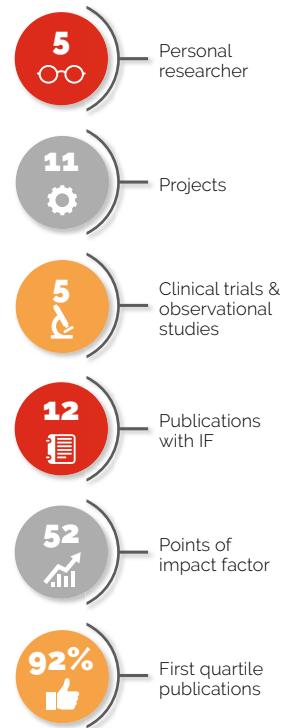 5
Personal
researcher
11
Projects
5
Clinical trials &
observational
studies
12
Publications
with IF
52
Points of
impact factor
92%
First quartile
publications